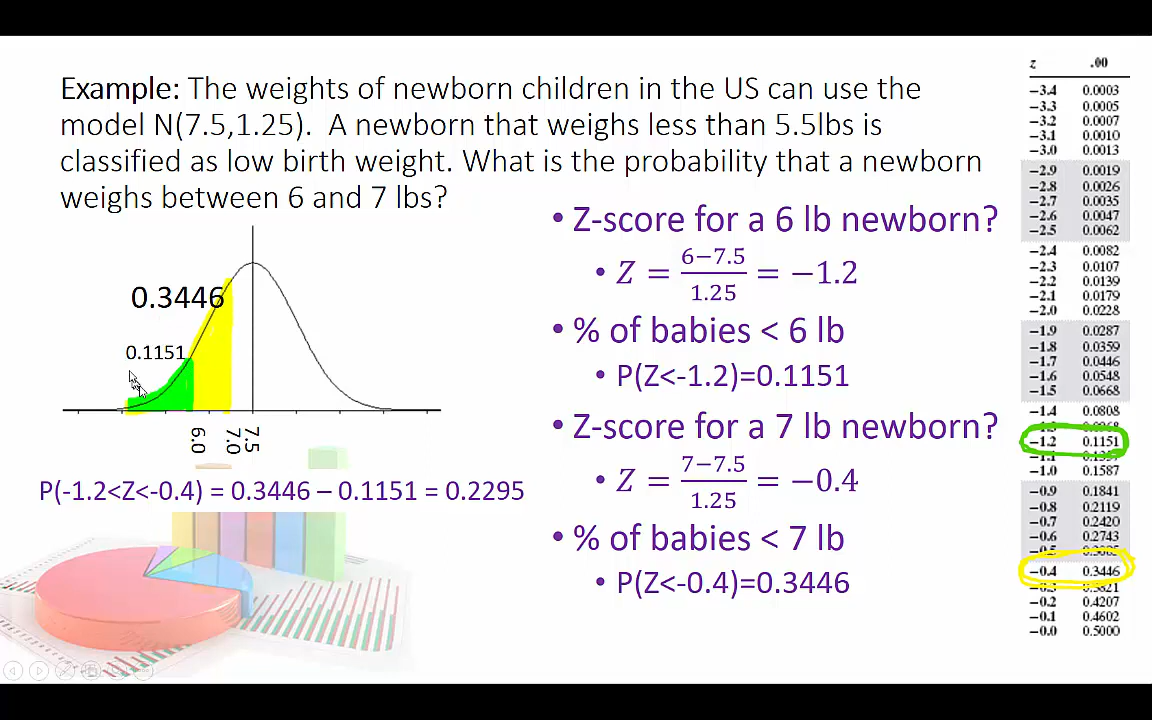 Example: The weights of newborn children in the US can use the
model N(7.5,1.25). A newborn that weighs less than 5.5lbs is
classified as low birth weight. What is the probability that a newborn
weighs between 6 and 7 lbs?
0.3446
0.1151
6.0
7.0
7.5
P(-1.2<Z<-0.4) = 0.3446 – 0.1151 = 0.2295
• Z-score for a 6 lb newborn?
• Z = (6−7.5)/1.25 = −1.2
• % of babies < 6 lb
• P(Z<-1.2)=0.1151
• Z-score for a 7 lb newborn?
• Z = (7−7.5)/1.25 = −0.4
• % of babies < 7 lb
• P(Z<-0.4)=0.3446
z .00
−3.4 0.0003
−3.3 0.0005
−3.2 0.0007
−3.1 0.0010
−3.0 0.0013
−2.9 0.0019
−2.8 0.0026
−2.7 0.0035
−2.6 0.0047
−2.5 0.0062
−2.4 0.0082
−2.3 0.0107
−2.2 0.0139
−2.1 0.0179
−2.0 0.0228
−1.9 0.0287
−1.8 0.0359
−1.7 0.0446
−1.6 0.0548
−1.5 0.0668
−1.4 0.0808
−1.2 0.1151
−1.1
−1.0 0.1587
−0.9 0.1841
−0.8 0.2119
−0.7 0.2420
−0.6 0.2743
−0.4 0.3446
−0.2 0.4207
−0.1 0.4602
−0.0 0.5000